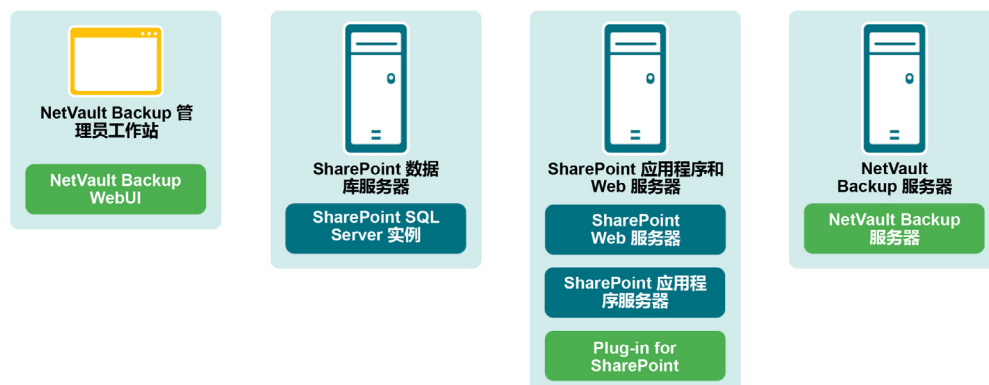 NetVault Backup 管
理员工作站
NetVault Backup
WebUI
SharePoint 数据
库服务器
SharePoint SQL
Server 实例
SharePoint 应用程序和
Web 服务器
SharePoint
Web 服务器
SharePoint 应用程
序服务器
Plug-in for
SharePoint
NetVault
Backup 服务器
NetVault Backup
服务器